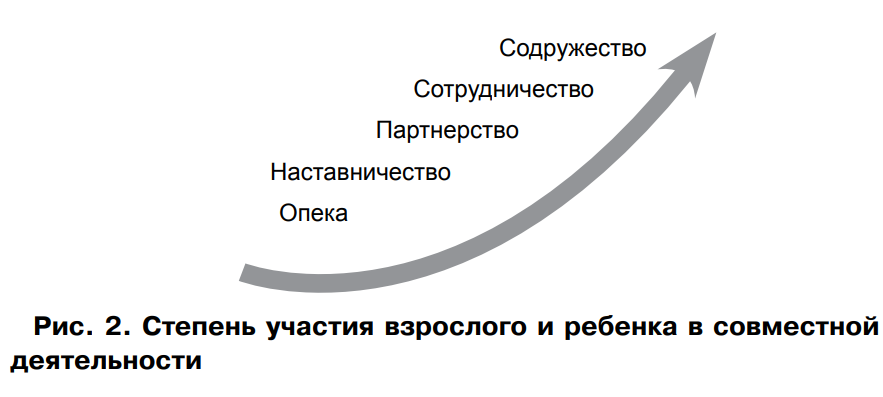 Содружество
Сотрудничество
Партнерство
Наставничество
Опека
Рис. 2. Степень участия взрослого и ребенка в совместной
деятельности